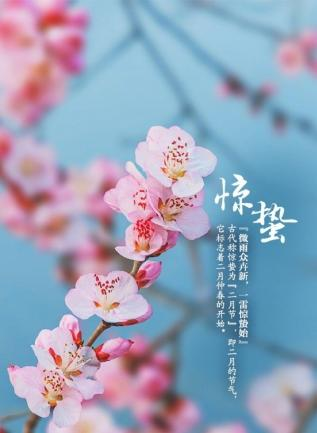 惊蛰
『微雨众卉新，一雷惊蛰始』
古代称惊蛰为『二月节』，即二月的节气，
它标志着二月仲春的开始。